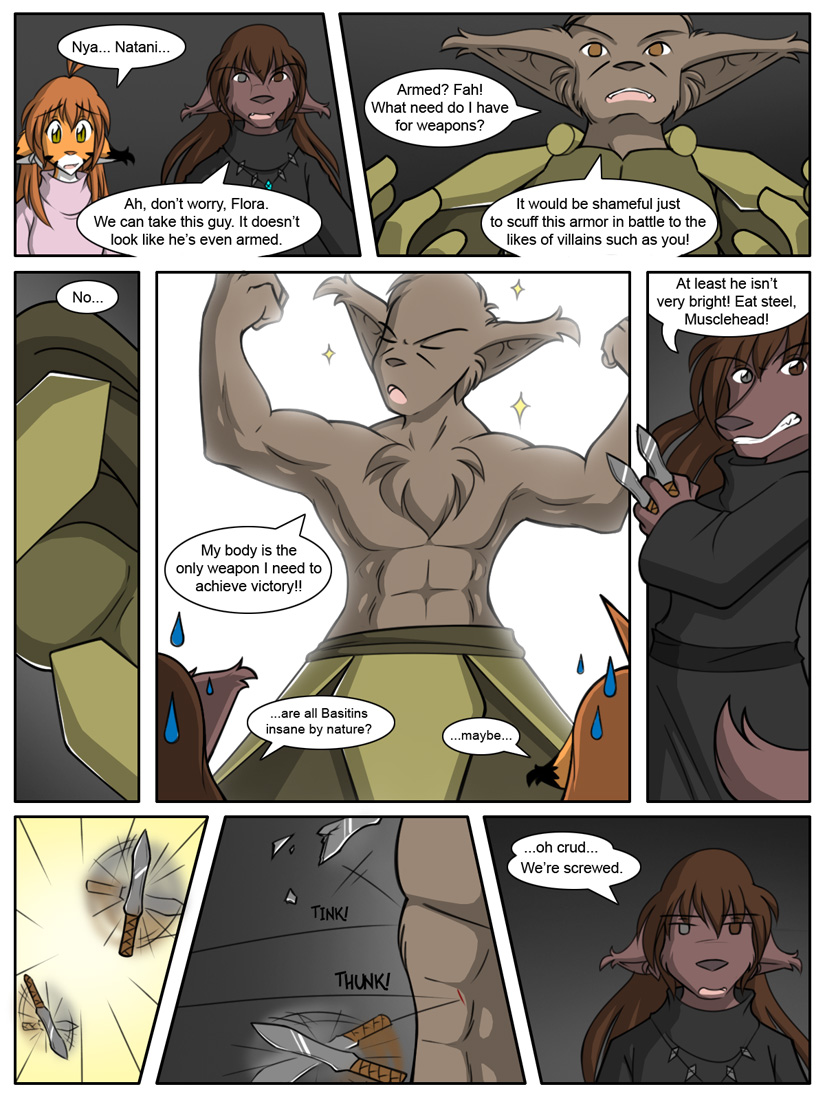 Nya... Natani...
Ah, don't worry, Flora.
We can take this guy. It doesn't
look like he's even armed.
Armed? Fah!
What need do I have
for weapons?
It would be shameful just
to scuff this armor in battle to the
likes of villains such as you!
No...
My body is the
only weapon I need to
achieve victory!!
...are all Basitins
insane by nature?
...maybe...
At least he isn't
very bright! Eat steel,
Musclehead!
TINK!
THUNK!
...oh crud...
We're screwed.